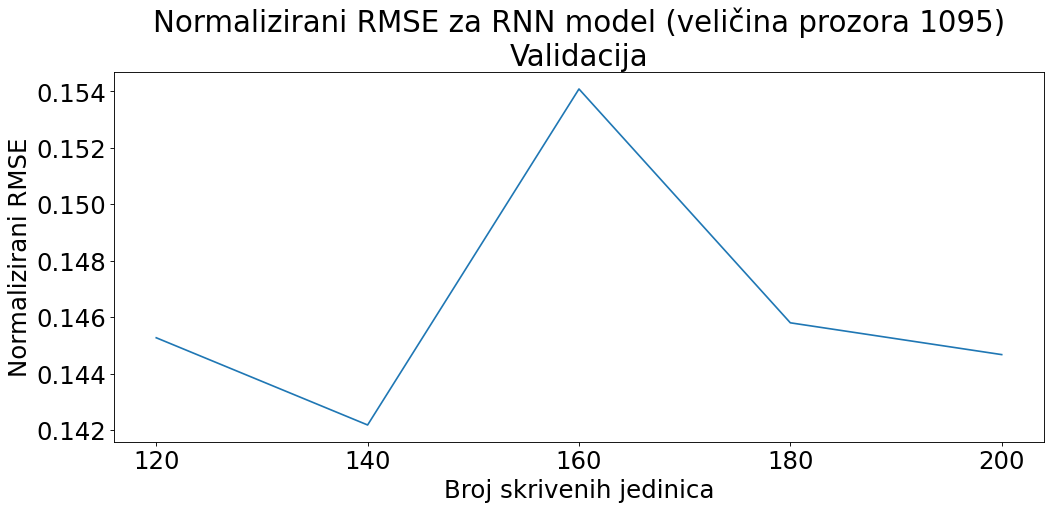 Normalizirani RMSE za RNN model (veličina prozora 1095)
Validacija
Normalizirani RMSE
0.154
0.152
0.150
0.148
0.146
0.144
0.142
120 140 160 180 200
Broj skrivenih jedinica